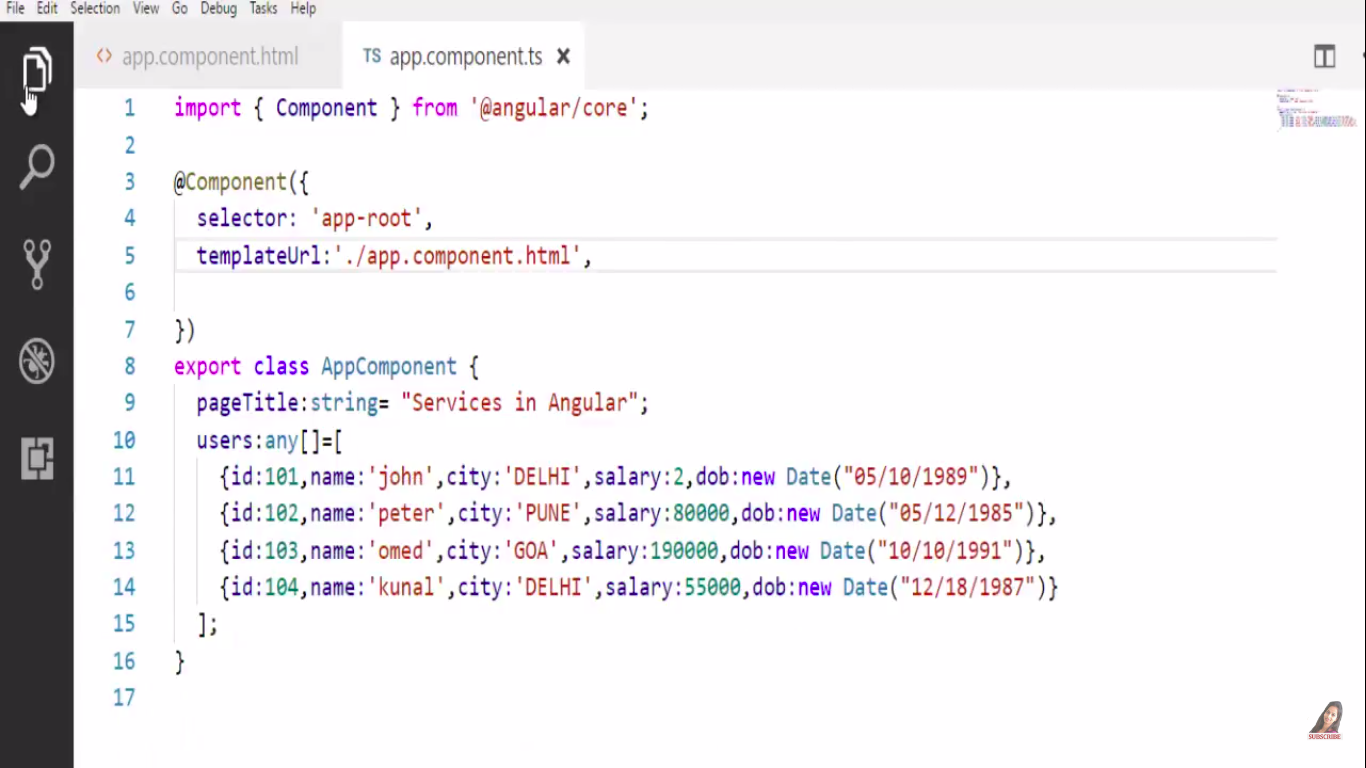 File Edit Selection View Go Debug Tasks Help
<> app.component.html TS app.component.ts ×
1 import { Component } from '@angular/core';
2
3 @Component({
4 selector: 'app-root',
5 templateUrl:'./app.component.html',
6
7 })
8 export class AppComponent {
9 pageTitle:string= "Services in Angular";
10 users:any[]=[
11 {id:101,name:'john',city:'DELHI',salary:2,dob:new Date("05/10/1989")},
12 {id:102,name:'peter',city:'PUNE',salary:80000,dob:new Date("05/12/1985")},
13 {id:103,name:'omed',city:'GOA',salary:190000,dob:new Date("10/10/1991")},
14 {id:104,name:'kunal',city:'DELHI',salary:55000,dob:new Date("12/18/1987")}
15 ];
16 }
17
SUBSCRIBE